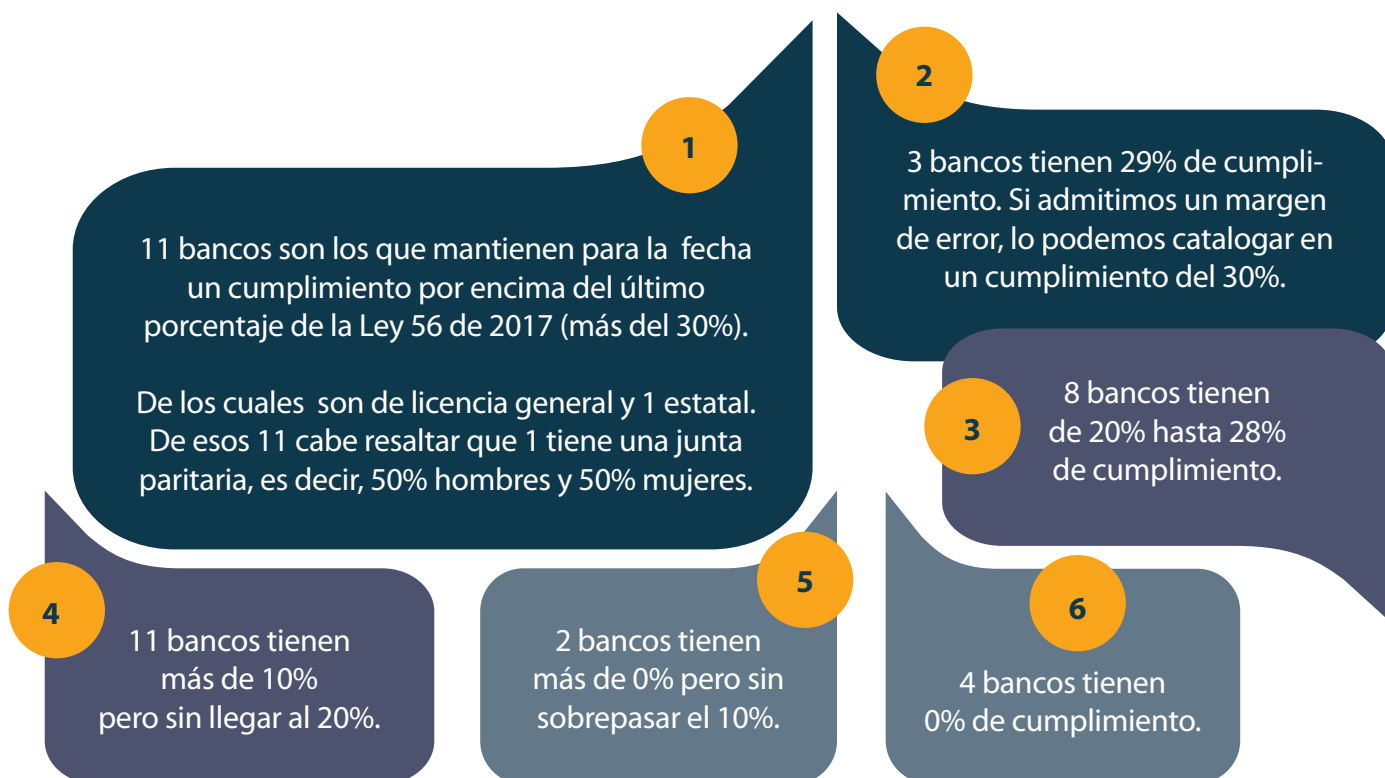 1
11 bancos son los que mantienen para la  fecha
un cumplimiento por encima del último
porcentaje de la Ley 56 de 2017 (más del 30%).
De los cuales  son de licencia general y 1 estatal.
De esos 11 cabe resaltar que 1 tiene una junta
paritaria, es decir, 50% hombres y 50% mujeres.
2
3 bancos tienen 29% de cumpli-
miento. Si admitimos un margen
de error, lo podemos catalogar en
un cumplimiento del 30%.
3
8 bancos tienen
de 20% hasta 28%
de cumplimiento.
4
11 bancos tienen
más de 10%
pero sin llegar al 20%.
5
2 bancos tienen
más de 0% pero sin
sobrepasar el 10%.
6
4 bancos tienen
0% de cumplimiento.